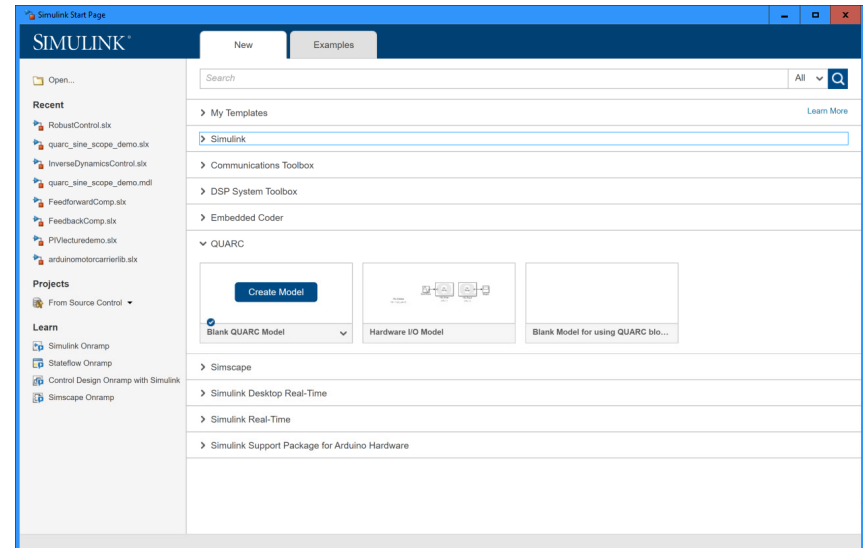 Simulink Start Page
SIMULINK®
New
Examples
Open...
Recent
RobustControl.slx
quarc_sine_scope_demo.slx
InverseDynamicsControl.slx
quarc_sine_scope_demo.mdl
FeedforwardComp.slx
FeedbackComp.slx
PIVlecturedemo.slx
arduinomotorcarrierlib.slx
Projects
From Source Control
Learn
Simulink Onramp
Stateflow Onramp
Control Design Onramp with Simulink
Simscape Onramp
Search
All
My Templates
Learn More
Simulink
Communications Toolbox
DSP System Toolbox
Embedded Coder
QUARC
Create Model
Blank QUARC Model
Hardware I/O Model
Blank Model for using QUARC blo...
Simscape
Simulink Desktop Real-Time
Simulink Real-Time
Simulink Support Package for Arduino Hardware